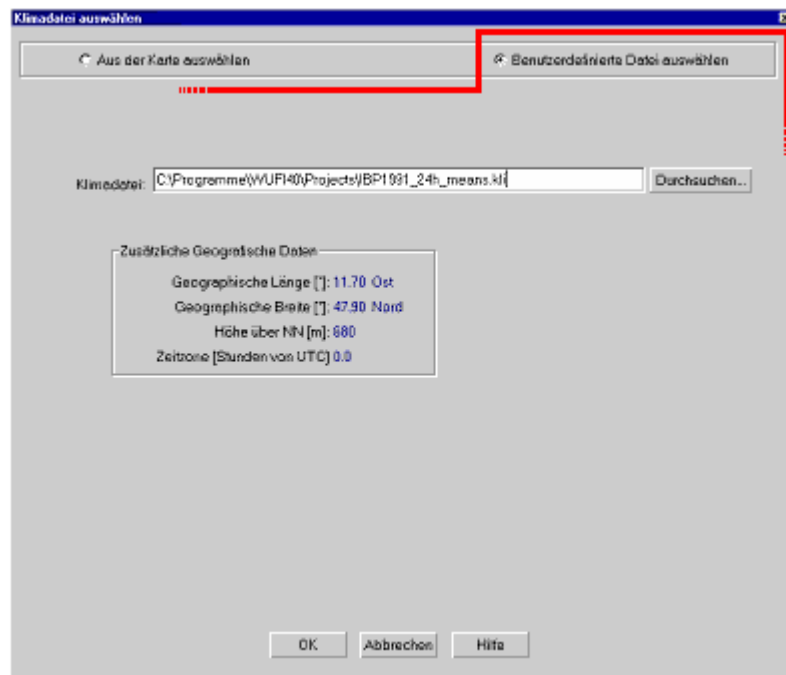 Klimadatei auswählen
Aus der Karte auswählen
Benutzerdefinierte Datei auswählen
Klimadatei: C:\Programme\WUFI40\Projects\IBP1991_24h_means.kli Durchsuchen...
Zusätzliche Geografische Daten
Geographische Länge [°]: 11.70 Ost
Geographische Breite [°]: 47.90 Nord
Höhe über NN [m]: 680
Zeitzone [Stunden von UTC] 0.0
OK Abbrechen Hilfe